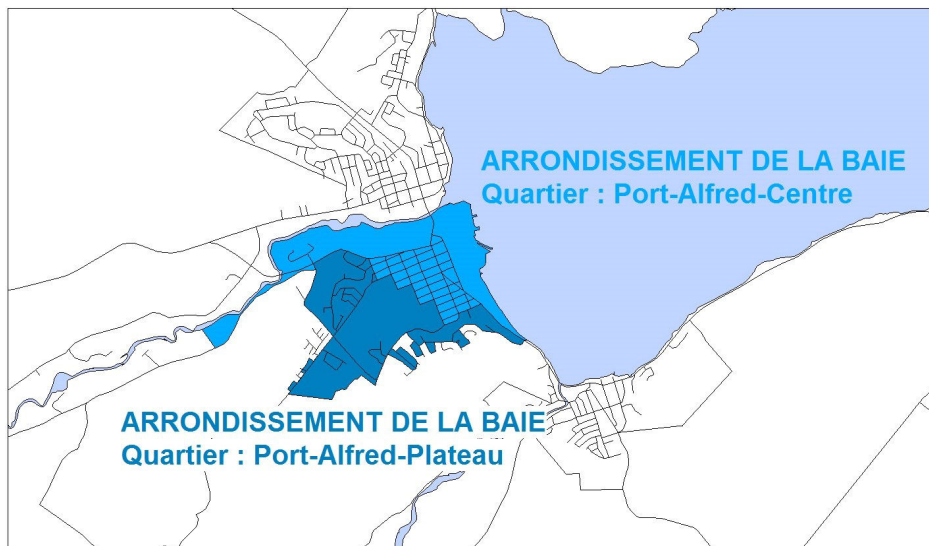 ARRONDISSEMENT DE LA BAIE
Quartier : Port-Alfred-Centre
ARRONDISSEMENT DE LA BAIE
Quartier : Port-Alfred-Plateau